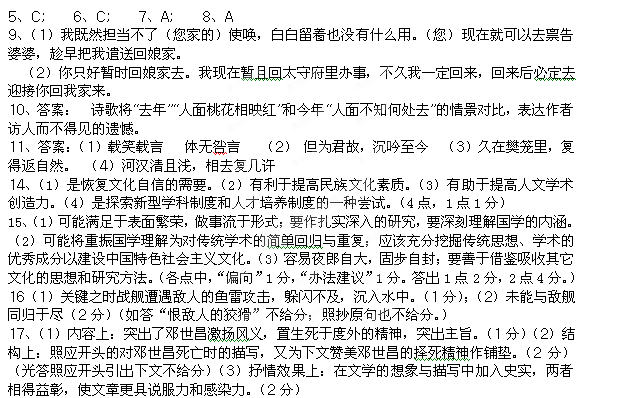 5、C;　6、C;　7、A;　8、A
9、（1）我既然担当不了（您家的）使唤，白白留着也没有什么用。（您）现在就可以去禀告
婆婆，趁早把我遣送回娘家。
（2）你只好暂时回娘家去。我现在暂且回太守府里办事，不久我一定回来，回来后必定去
迎接你回我家来。
10、答案：　诗歌将“去年”“人面桃花相映红”和今年“人面不知何处去”的情景对比，表达作者
访人而不得见的遗憾。
11、答案：（1）载笑载言　体无咎言　（2）　但为君故，沉吟至今　（3）久在樊笼里，复
得返自然。　（4）河汉清且浅，相去复几许
14、（1）是恢复文化自信的需要。（2）有利于提高民族文化素质。（3）有助于提高人文学术
创造力。（4）是探索新型学科制度和人才培养制度的一种尝试。（4点，1点1分）
15、（1）可能满足于表面繁荣，做事流于形式；要作扎实深入的研究，要深刻理解国学的内涵。
（2）可能将重振国学理解为对传统学术的简单回归与重复；应该充分挖掘传统思想、学术的
优秀成分以建设中国特色社会主义文化。（3）容易夜郎自大，固步自封；要善于借鉴吸收其它
文化的思想和研究方法。（各点中，“偏向”1分，“办法建议”1分。答出1点2分，2点4分。）
16（1）关键之时战舰遭遇敌人的鱼雷攻击，躲闪不及，沉入水中。（1分）；（2）未能与敌舰
同归于尽（2分）（如答“恨敌人的狡猾”不给分；照抄原句也不给分。）
17、（1）内容上：突出了邓世昌激扬风义，置生死于度外的精神，突出主旨。（1分）（2）结
构上：照应开头的对邓世昌死亡时的描写，又为下文赞美邓世昌的择死精神作铺垫。（2分）
（光答照应开头引出下文不给分）（3）抒情效果上：在文学的想象与描写中加入史实，两者
相得益彰，使文章更具说服力和感染力。（2分）